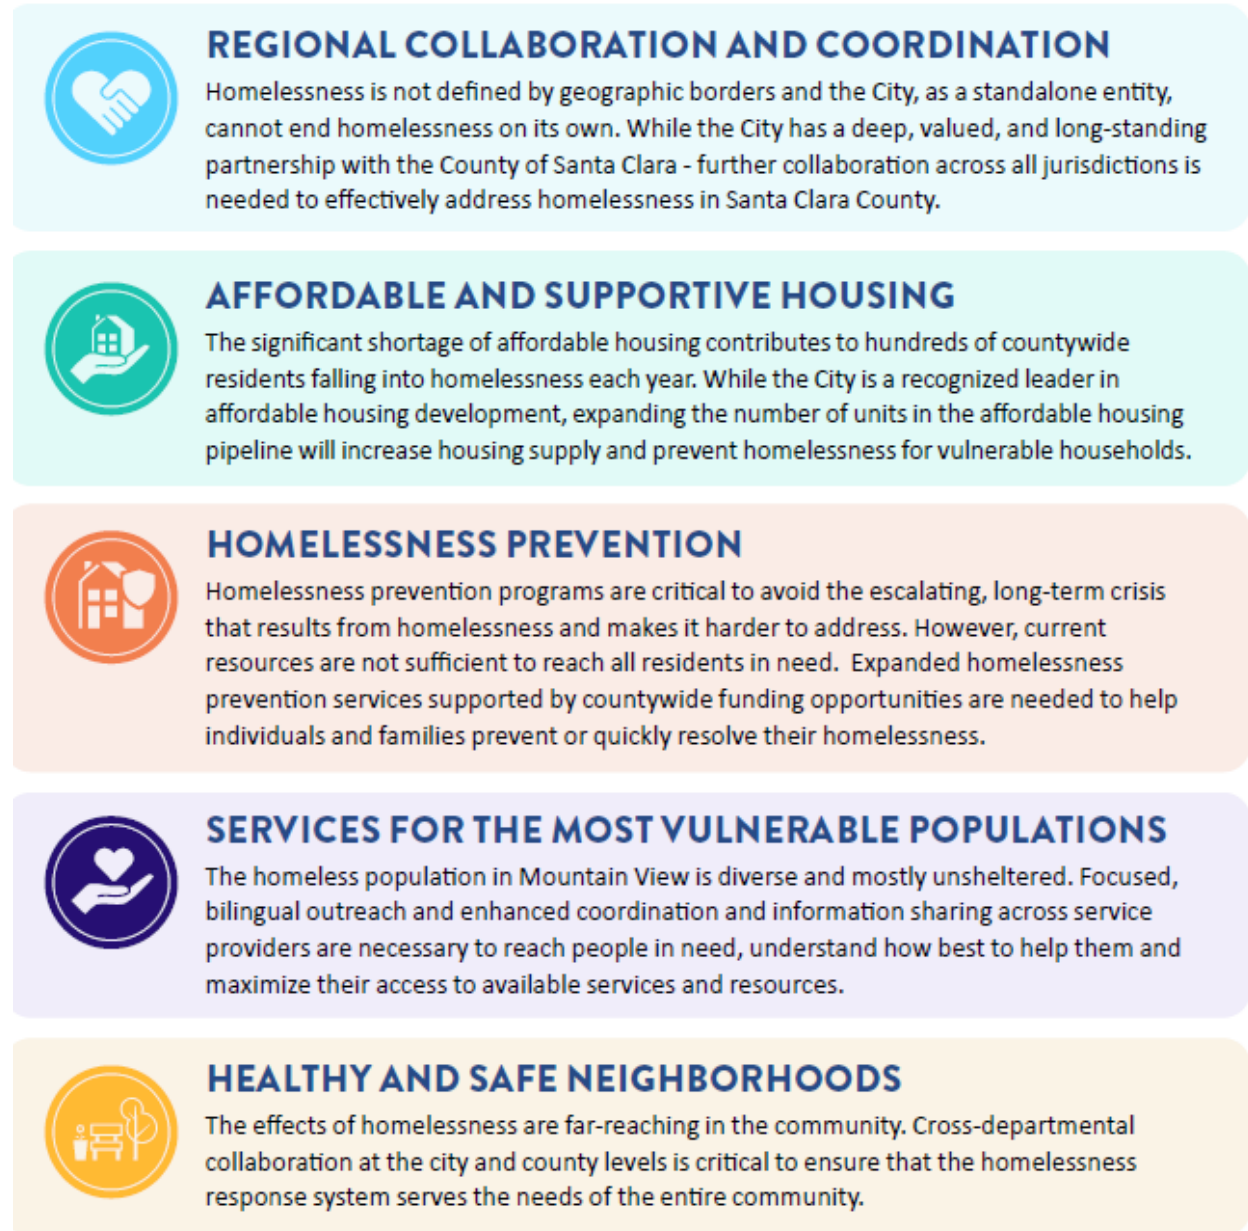 REGIONAL COLLABORATION AND COORDINATION
Homelessness is not defined by geographic borders and the City, as a standalone entity,
cannot end homelessness on its own. While the City has a deep, valued, and long-standing
partnership with the County of Santa Clara - further collaboration across all jurisdictions is
needed to effectively address homelessness in Santa Clara County.
AFFORDABLE AND SUPPORTIVE HOUSING
The significant shortage of affordable housing contributes to hundreds of countywide
residents falling into homelessness each year. While the City is a recognized leader in
affordable housing development, expanding the number of units in the affordable housing
pipeline will increase housing supply and prevent homelessness for vulnerable households.
HOMELESSNESS PREVENTION
Homelessness prevention programs are critical to avoid the escalating, long-term crisis
that results from homelessness and makes it harder to address. However, current
resources are not sufficient to reach all residents in need.  Expanded homelessness
prevention services supported by countywide funding opportunities are needed to help
individuals and families prevent or quickly resolve their homelessness.
SERVICES FOR THE MOST VULNERABLE POPULATIONS
The homeless population in Mountain View is diverse and mostly unsheltered. Focused,
bilingual outreach and enhanced coordination and information sharing across service
providers are necessary to reach people in need, understand how best to help them and
maximize their access to available services and resources.
HEALTHY AND SAFE NEIGHBORHOODS
The effects of homelessness are far-reaching in the community. Cross-departmental
collaboration at the city and county levels is critical to ensure that the homelessness
response system serves the needs of the entire community.